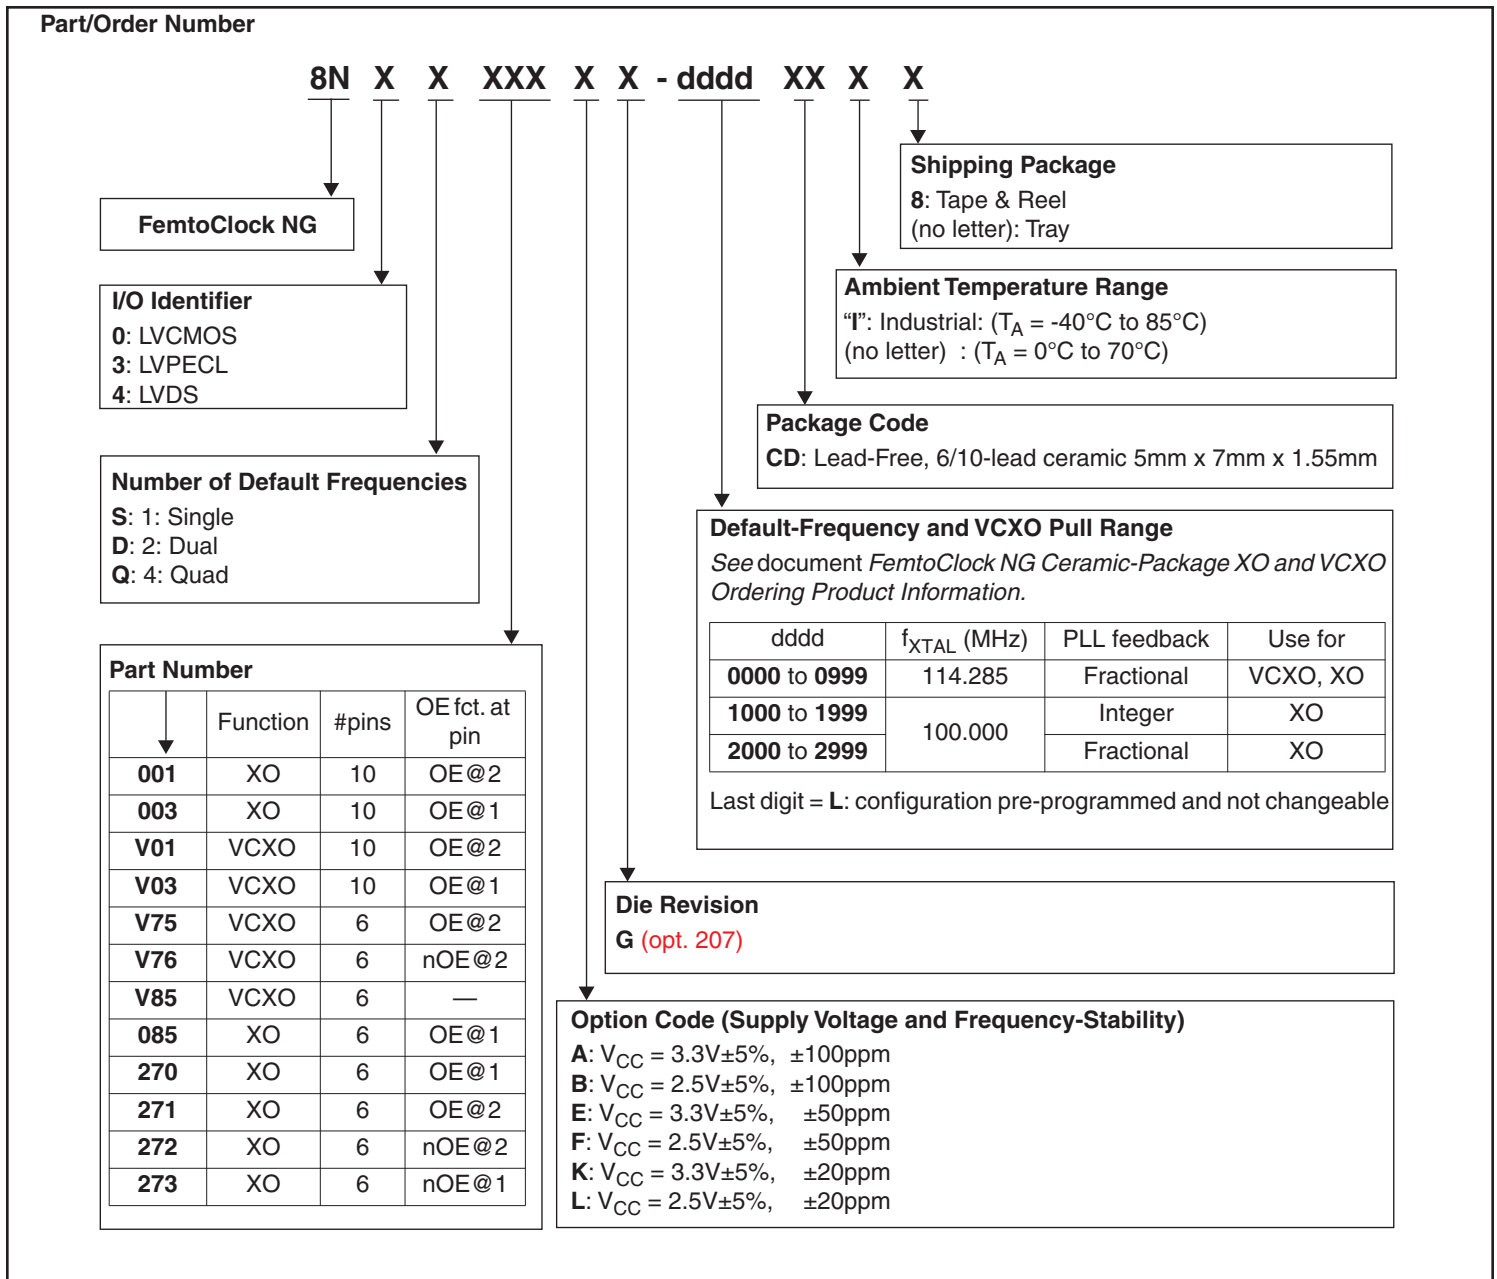 Part/Order Number
8N X X XXX X X - dddd XX X X
Shipping Package
8: Tape & Reel
(no letter): Tray
FemtoClock NG
Ambient Temperature Range
“I”: Industrial: (TA = -40°C to 85°C)
(no letter) : (TA = 0°C to 70°C)
I/O Identifier
0: LVCMOS
3: LVPECL
4: LVDS
Package Code
CD: Lead-Free, 6/10-lead ceramic 5mm x 7mm x 1.55mm
Number of Default Frequencies
S: 1: Single
D: 2: Dual
Q: 4: Quad
Default-Frequency and VCXO Pull Range
See document FemtoClock NG Ceramic-Package XO and VCXO
Ordering Product Information.
dddd fXTAL (MHz) PLL feedback Use for
0000 to 0999 114.285 Fractional VCXO, XO
1000 to 1999 100.000 Integer XO
2000 to 2999 Fractional XO
Last digit = L: configuration pre-programmed and not changeable
Part Number
Function #pins OE fct. at
pin
001 XO 10 OE@2
003 XO 10 OE@1
V01 VCXO 10 OE@2
V03 VCXO 10 OE@1
V75 VCXO 6 OE@2
V76 VCXO 6 nOE@2
V85 VCXO 6 —
085 XO 6 OE@1
270 XO 6 OE@1
271 XO 6 OE@2
272 XO 6 nOE@2
273 XO 6 nOE@1
Die Revision
G (opt. 207)
Option Code (Supply Voltage and Frequency-Stability)
A: VCC = 3.3V±5%, ±100ppm
B: VCC = 2.5V±5%, ±100ppm
E: VCC = 3.3V±5%, ±50ppm
F: VCC = 2.5V±5%, ±50ppm
K: VCC = 3.3V±5%, ±20ppm
L: VCC = 2.5V±5%, ±20ppm